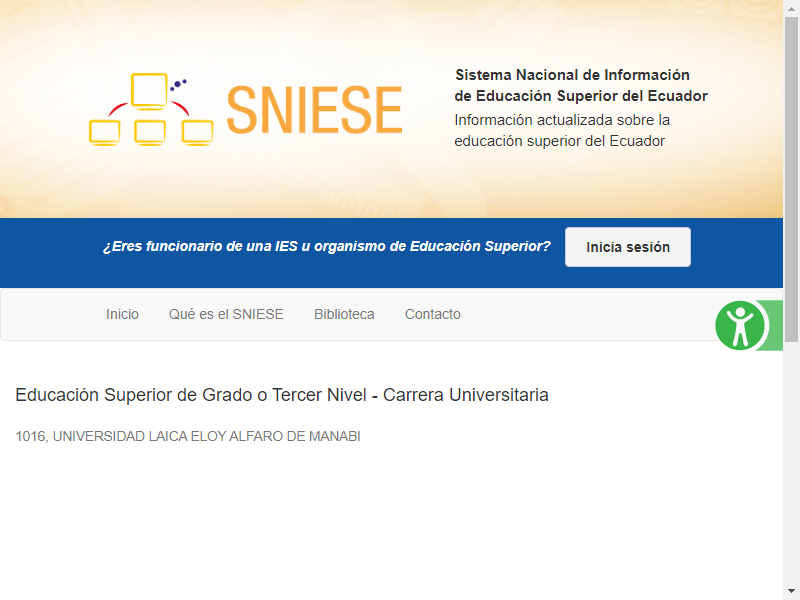 SNIESE
Sistema Nacional de Información
de Educación Superior del Ecuador
Información actualizada sobre la
educación superior del Ecuador
¿Eres funcionario de una IES u organismo de Educación Superior?
Inicia sesión
Inicio
Qué es el SNIESE
Biblioteca
Contacto
Educación Superior de Grado o Tercer Nivel - Carrera Universitaria
1016, UNIVERSIDAD LAICA ELOY ALFARO DE MANABI